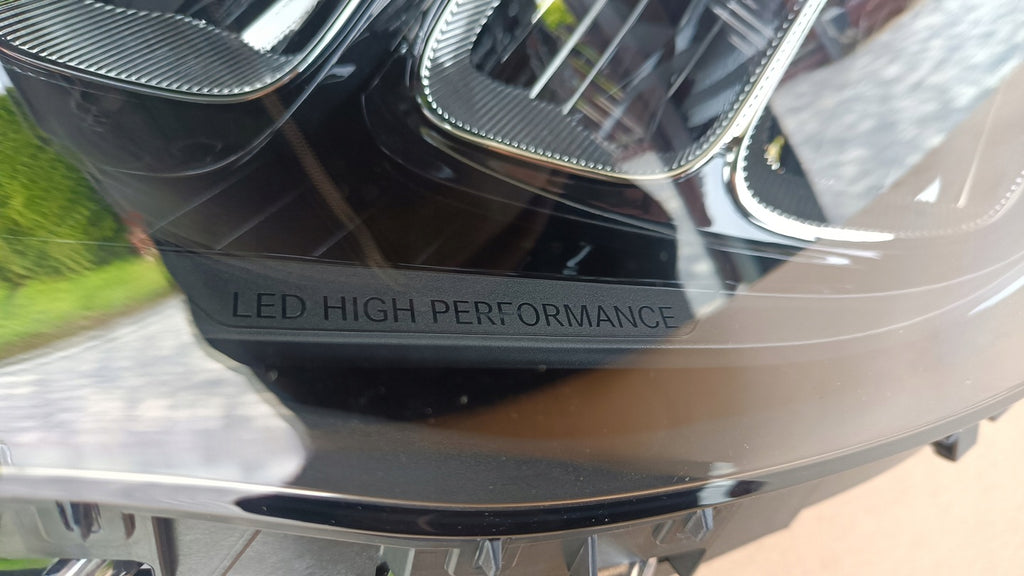 LED HIGH PERFORMANCE